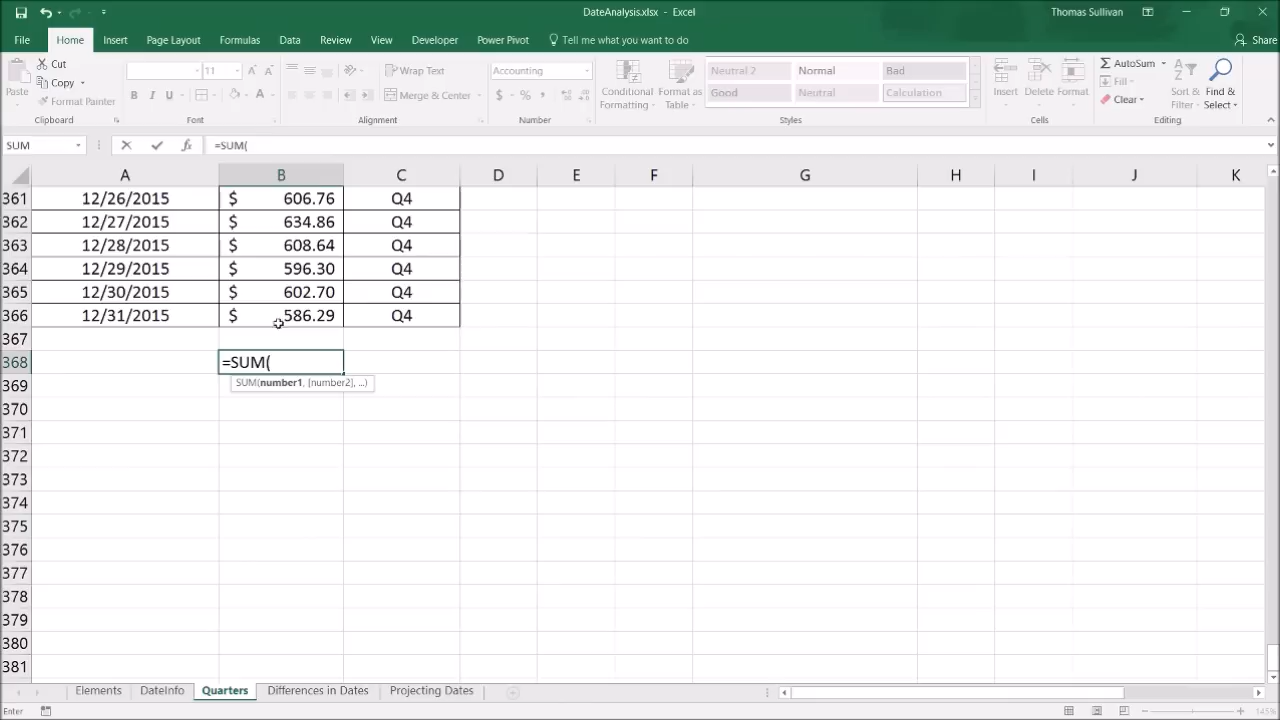 DateAnalysis.xlsx - Excel
Thomas Sullivan
File Home Insert Page Layout Formulas Data Review View Developer Power Pivot Tell me what you want to do Share
Paste
Cut
Copy
Format Painter
Clipboard
11
Font
Wrap Text
Merge & Center
Alignment
Accounting
$ % ,
Number
Conditional Formatting
Format as Table
Neutral 2 Normal Bad
Good Neutral Calculation
Styles
Insert Delete Format
Cells
AutoSum
Fill
Clear
Sort & Filter
Find & Select
Editing
SUM fx =SUM(
A B C D E F G H I J K
361 12/26/2015 $ 606.76 Q4
362 12/27/2015 $ 634.86 Q4
363 12/28/2015 $ 608.64 Q4
364 12/29/2015 $ 596.30 Q4
365 12/30/2015 $ 602.70 Q4
366 12/31/2015 $ 586.29 Q4
367
368 =SUM(
SUM(number1, [number2], ...)
369
370
371
372
373
374
375
376
377
378
379
380
381
Elements DateInfo Quarters Differences in Dates Projecting Dates
Enter
145%